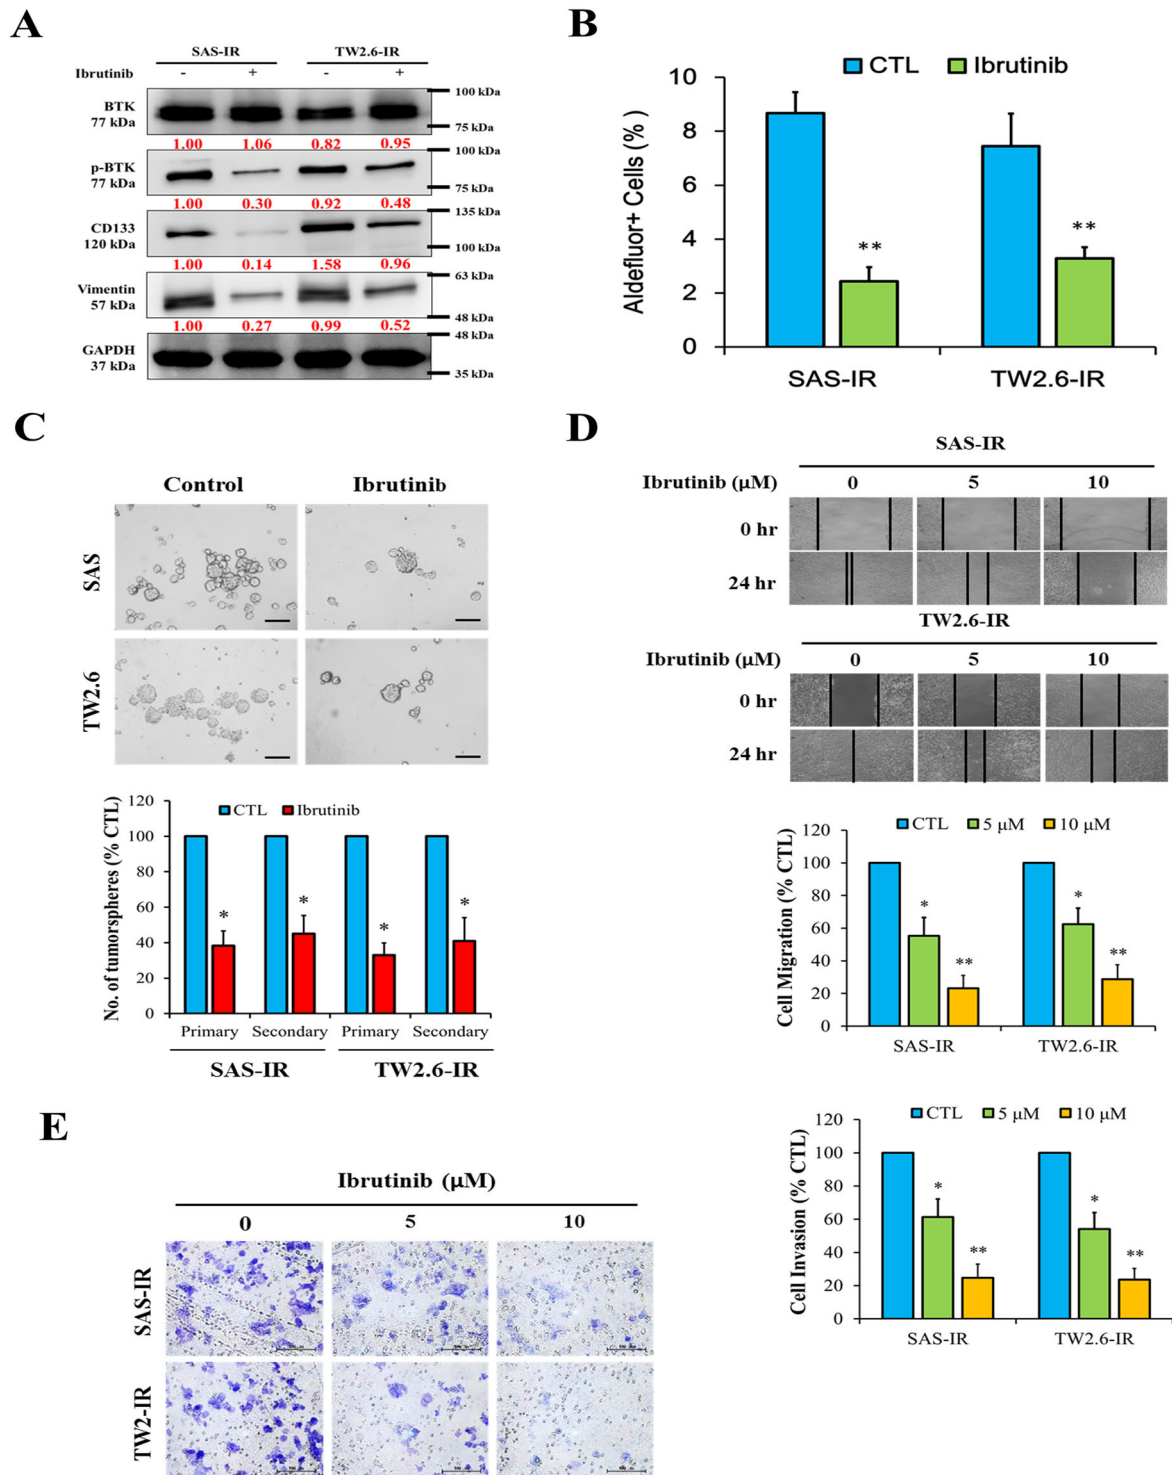 A
SAS-IR TW2.6-IR
Ibrutinib - + - +
BTK
77 kDa
100 kDa
75 kDa
1.00 1.06 0.82 0.95
p-BTK
77 kDa
100 kDa
75 kDa
1.00 0.30 0.92 0.48
CD133
120 kDa
135 kDa
100 kDa
1.00 0.14 1.58 0.96
Vimentin
57 kDa
63 kDa
48 kDa
1.00 0.27 0.99 0.52
GAPDH
37 kDa
48 kDa
35 kDa
B
CTL Ibrutinib
Aldefluor+ Cells (%)
10
8
6
4
2
0
** **
SAS-IR TW2.6-IR
C
Control Ibrutinib
SAS
TW2.6
No. of tumorspheres (% CTL)
CTL Ibrutinib
120
100
80
60
40
20
0
* * * *
Primary Secondary Primary Secondary
SAS-IR TW2.6-IR
D
SAS-IR
Ibrutinib (µM) 0 5 10
0 hr
24 hr
TW2.6-IR
Ibrutinib (µM) 0 5 10
0 hr
24 hr
CTL 5 µM 10 µM
Cell Migration (% CTL)
120
100
80
60
40
20
0
* ** * **
SAS-IR TW2.6-IR
E
Ibrutinib (µM)
0 5 10
SAS-IR
TW2-IR
CTL 5 µM 10 µM
Cell Invasion (% CTL)
120
100
80
60
40
20
0
* ** * **
SAS-IR TW2.6-IR